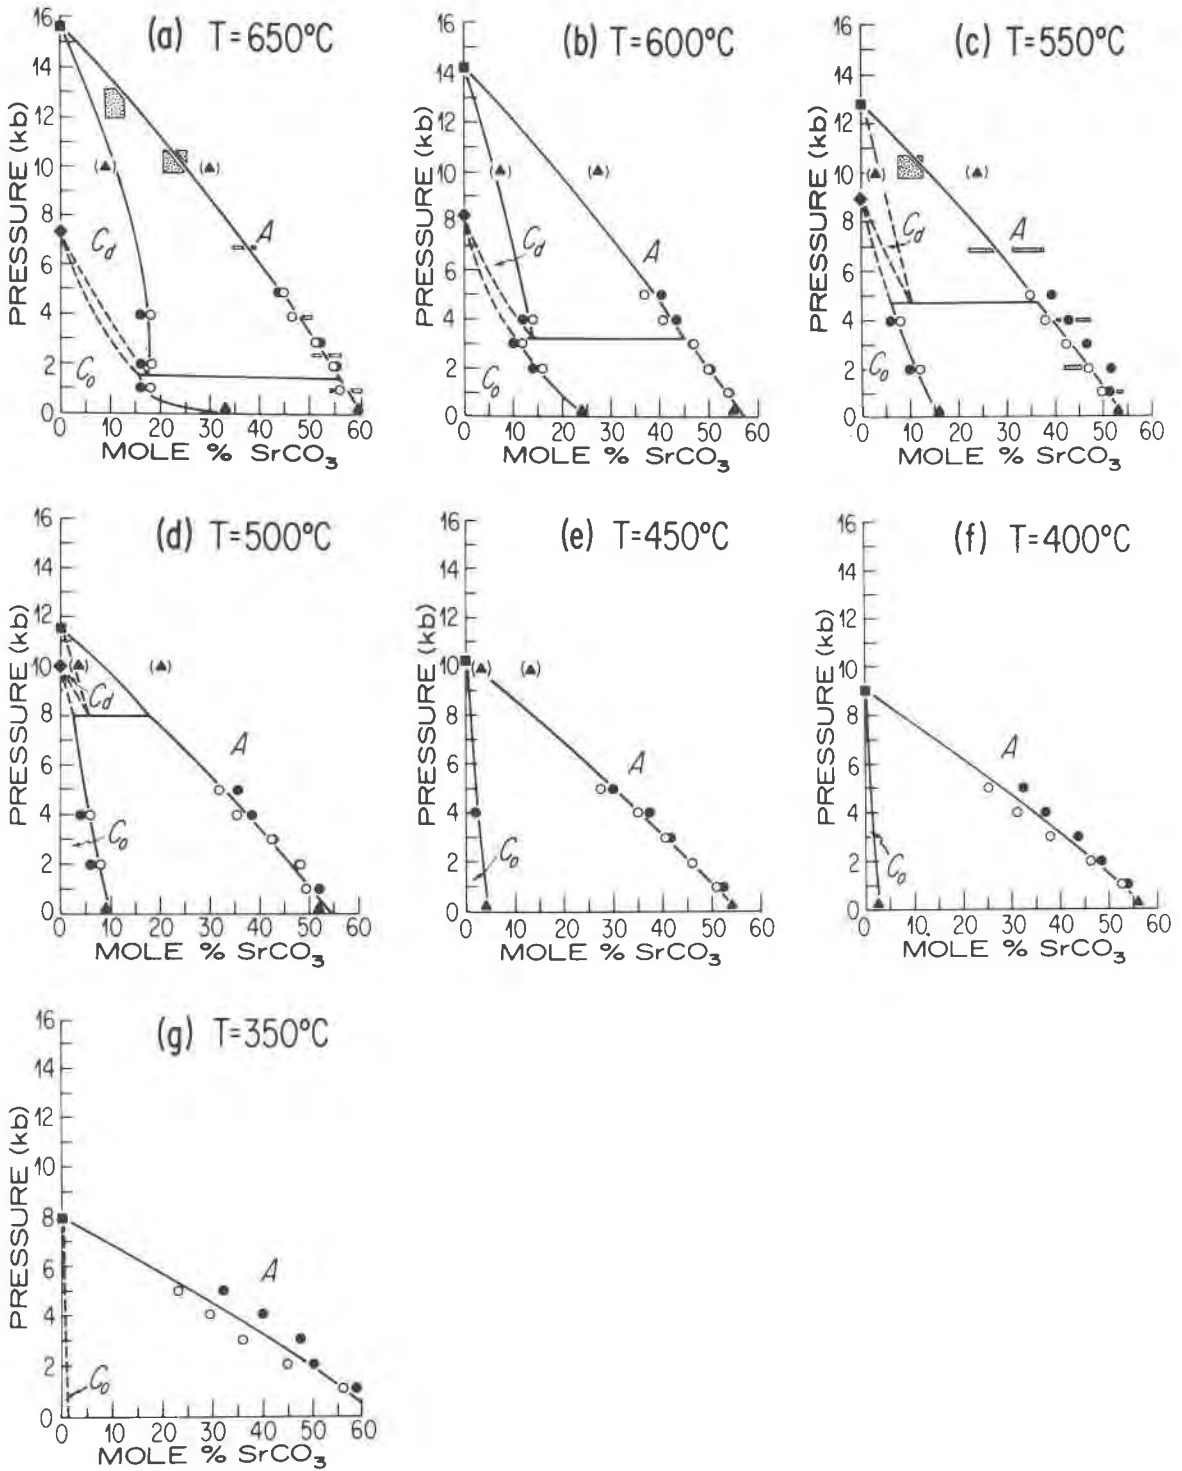 (a) T=650°C
PRESSURE (kb)
16
14
12
10
8
6
4
2
0
( )
( )
A
Cd
Co
0 10 20 30 40 50 60
MOLE % SrCO3
(b) T=600°C
PRESSURE (kb)
16
14
12
10
8
6
4
2
0
( )
( )
A
Cd
Co
0 10 20 30 40 50 60
MOLE % SrCO3
(c) T=550°C
PRESSURE (kb)
16
14
12
10
8
6
4
2
0
( )
( )
A
Cd
Co
0 10 20 30 40 50 60
MOLE % SrCO3
(d) T=500°C
PRESSURE (kb)
16
14
12
10
8
6
4
2
0
( )
( )
A
Cd
Co
0 10 20 30 40 50 60
MOLE % SrCO3
(e) T=450°C
PRESSURE (kb)
16
14
12
10
8
6
4
2
0
( )
( )
A
Co
0 10 20 30 40 50 60
MOLE % SrCO3
(f) T=400°C
PRESSURE (kb)
16
14
12
10
8
6
4
2
0
A
Co
0 10 20 30 40 50 60
MOLE % SrCO3
(g) T=350°C
PRESSURE (kb)
16
14
12
10
8
6
4
2
0
A
Co
0 10 20 30 40 50 60
MOLE % SrCO3